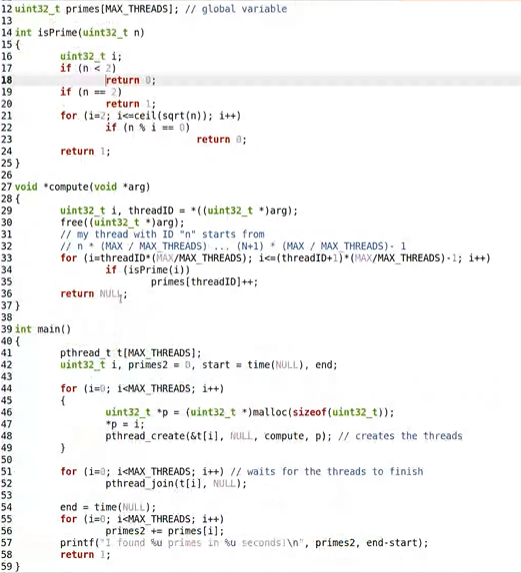 12 uint32_t primes[MAX_THREADS]; // global variable
13
14 int isPrime(uint32_t n)
15 {
16 uint32_t i;
17 if (n < 2)
18 return 0;
19 if (n == 2)
20 return 1;
21 for (i=2; i<=ceil(sqrt(n)); i++)
22 if (n % i == 0)
23 return 0;
24 return 1;
25 }
26
27 void *compute(void *arg)
28 {
29 uint32_t i, threadID = *((uint32_t *)arg);
30 free((uint32_t *)arg);
31 // my thread with ID "n" starts from
32 // n * (MAX / MAX_THREADS) ... (N+1) * (MAX / MAX_THREADS)- 1
33 for (i=threadID*(MAX/MAX_THREADS); i<=(threadID+1)*(MAX/MAX_THREADS)-1; i++)
34 if (isPrime(i))
35 primes[threadID]++;
36 return NULL;
37 }
38
39 int main()
40 {
41 pthread_t t[MAX_THREADS];
42 uint32_t i, primes2 = 0, start = time(NULL), end;
43
44 for (i=0; i<MAX_THREADS; i++)
45 {
46 uint32_t *p = (uint32_t *)malloc(sizeof(uint32_t));
47 *p = i;
48 pthread_create(&t[i], NULL, compute, p); // creates the threads
49 }
50
51 for (i=0; i<MAX_THREADS; i++) // waits for the threads to finish
52 pthread_join(t[i], NULL);
53
54 end = time(NULL);
55 for (i=0; i<MAX_THREADS; i++)
56 primes2 += primes[i];
57 printf("I found %u primes in %u seconds!\n", primes2, end-start);
58 return 1;
59 }